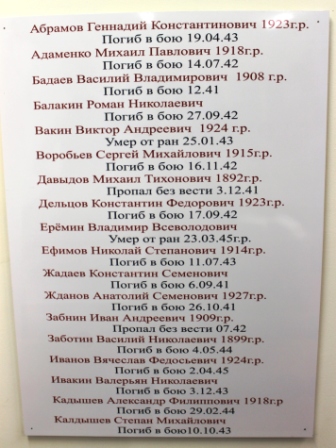 Абрамов Геннадий Константинович 1923г.р.
Погиб в бою 19.04.43
Адаменко Михаил Павлович 1918г.р.
Погиб в бою 14.07.42
Бадаев Василий Владимирович 1908 г.р.
Погиб в бою 12.41
Балакин Роман Николаевич
Погиб в бою 27.09.42
Вакин Виктор Андреевич 1924 г.р.
Умер от ран 25.01.43
Воробьев Сергей Михайлович 1915г.р.
Погиб в бою 16.11.42
Давыдов Михаил Тихонович 1892г.р.
Пропал без вести 3.12.41
Дельцов Константин Федорович 1923г.р.
Погиб в бою 17.09.42
Ерёмин Владимир Всеволодович
Умер от ран 23.03.45г.р.
Ефимов Николай Степанович 1914г.р.
Погиб в бою 11.07.43
Жадаев Константин Семенович
Погиб в бою 6.09.41
Жданов Анатолий Семенович 1927г.р.
Погиб в бою 26.10.41
Забнин Иван Андреевич 1909г.р.
Пропал без вести 07.42
Заботин Василий Николаевич 1899г.р.
Погиб в бою 4.05.44
Иванов Вячеслав Федосьевич 1924г.р.
Погиб в бою 2.04.45
Ивакин Валерьян Николаевич
Погиб в бою 3.12.43
Кадышев Александр Филиппович 1918г.р
Погиб в бою 29.02.44
Калдышев Степан Михайлович
Погиб в бою10.10.43